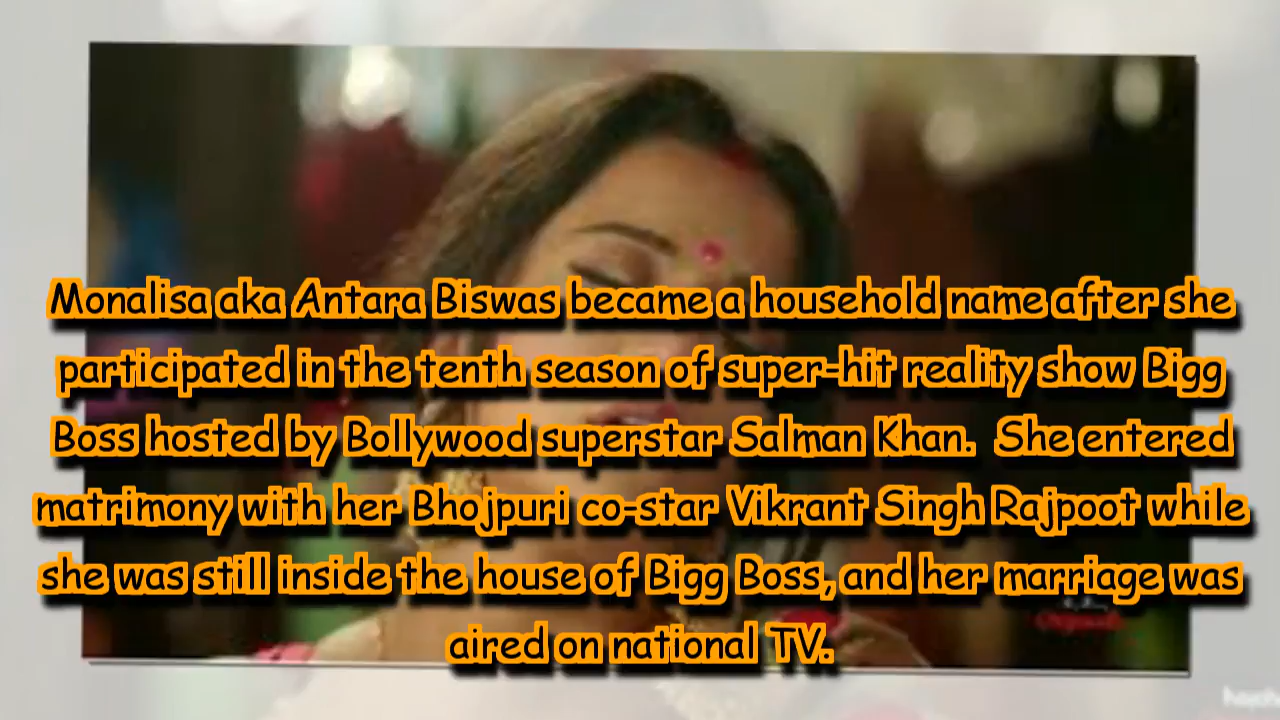 Monalisa aka Antara Biswas became a household name after she
participated in the tenth season of super-hit reality show Bigg
Boss hosted by Bollywood superstar Salman Khan.  She entered
matrimony with her Bhojpuri co-star Vikrant Singh Rajpoot while
she was still inside the house of Bigg Boss, and her marriage was
aired on national TV.